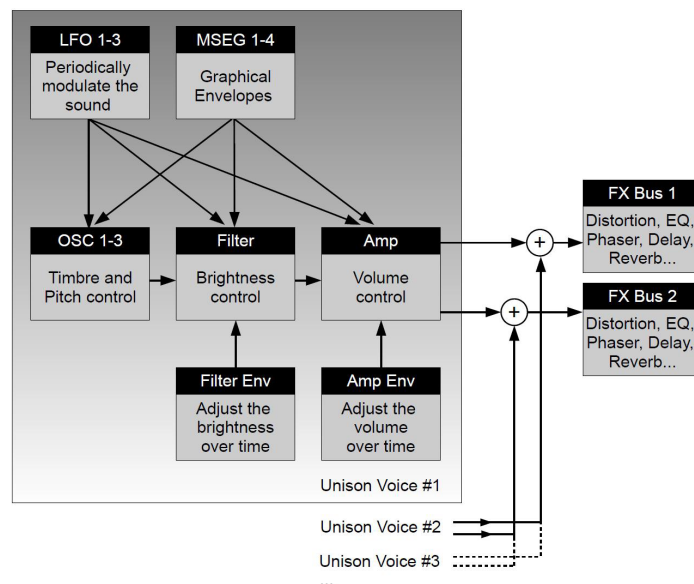 LFO 1-3
Periodically
modulate the
sound
MSEG 1-4
Graphical
Envelopes
OSC 1-3
Timbre and
Pitch control
Filter
Brightness
control
Amp
Volume
control
FX Bus 1
Distortion, EQ,
Phaser, Delay,
Reverb...
FX Bus 2
Distortion, EQ,
Phaser, Delay,
Reverb...
Filter Env
Adjust the
brightness
over time
Amp Env
Adjust the
volume
over time
Unison Voice #1
Unison Voice #2
Unison Voice #3
...